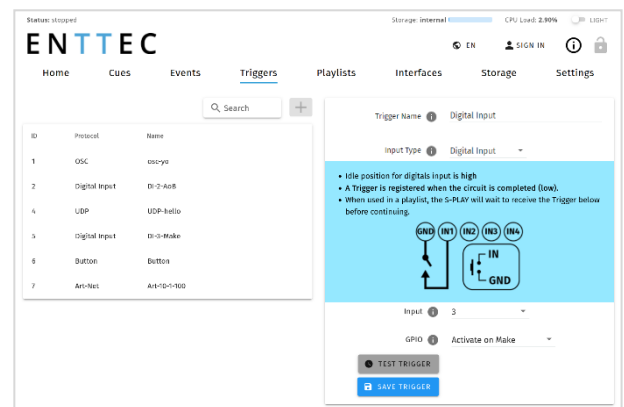 Status: stopped
Storage: internal
CPU Load: 2.90%
LIGHT
ENTTEC
EN
SIGN IN
Home
Cues
Events
Triggers
Playlists
Interfaces
Storage
Settings
Search
ID Protocol Name
1 OSC osc-yo
2 Digital Input DI-2-AoB
4 UDP UDP-hello
5 Digital Input DI-3-Make
6 Button Button
7 Art-Net Art-10-1-100
Trigger Name Digital Input
Input Type Digital Input
• Idle position for digitals input is high
• A Trigger is registered when the circuit is completed (low).
• When used in a playlist, the S-PLAY will wait to receive the Trigger below
before continuing.
GND IN1 IN2 IN3 IN4
IN
GND
Input 3
GPIO Activate on Make
TEST TRIGGER
SAVE TRIGGER